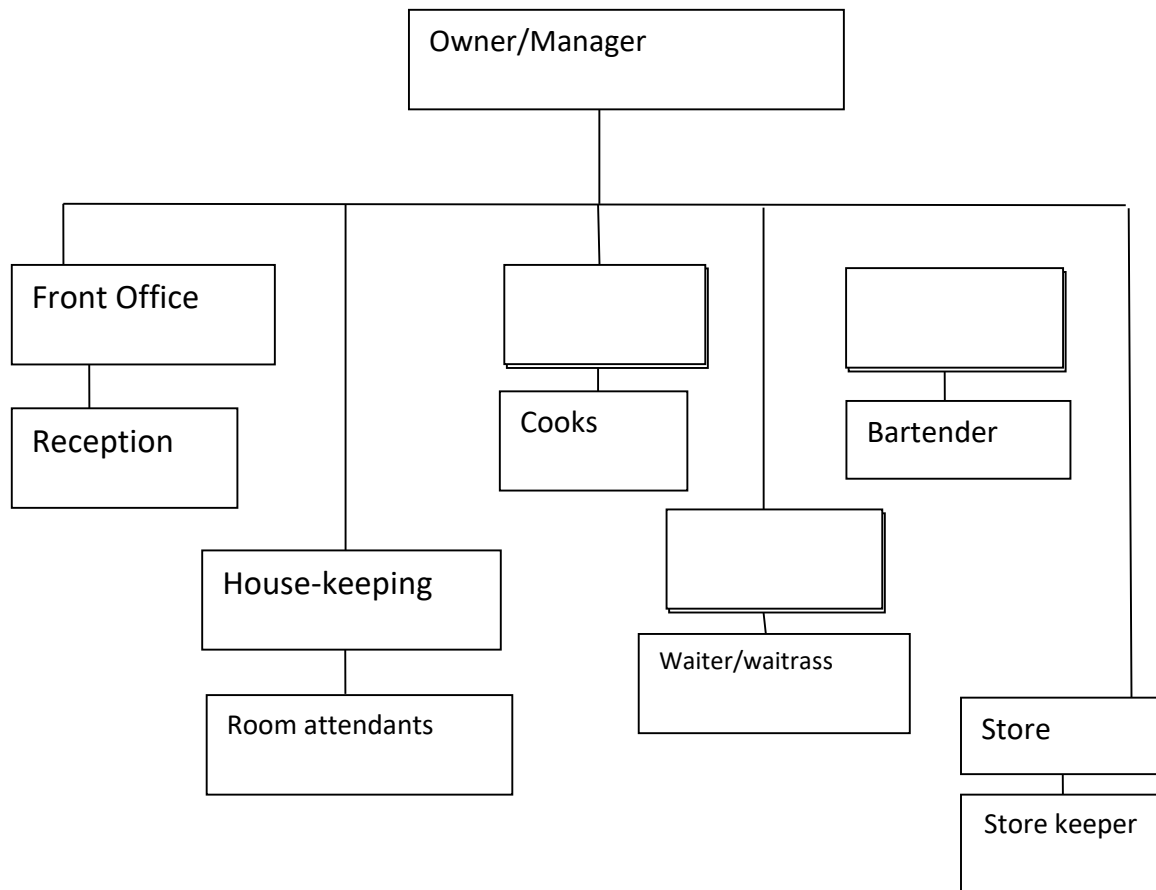 Owner/Manager
Front Office
Reception
Cooks
Bartender
House-keeping
Waiter/waitrass
Room attendants
Store
Store keeper